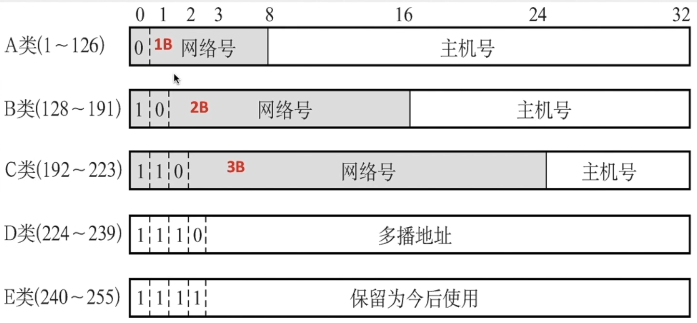 0 1 2 3 8 16 24 32
A类(1～126) 0 1B 网络号 主机号
B类(128～191) 1 0 2B 网络号 主机号
C类(192～223) 1 1 0 3B 网络号 主机号
D类(224～239) 1 1 1 0 多播地址
E类(240～255) 1 1 1 1 保留为今后使用